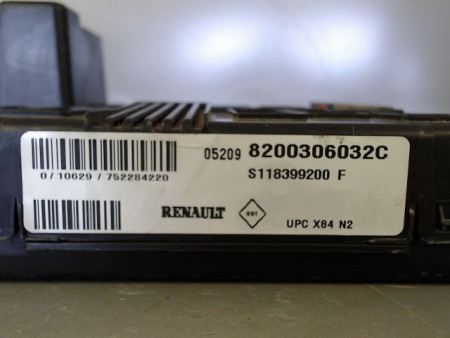 05209 8200306032C
0/10629/752284220
S118399200 F
RENAULT
UPC X84 N2